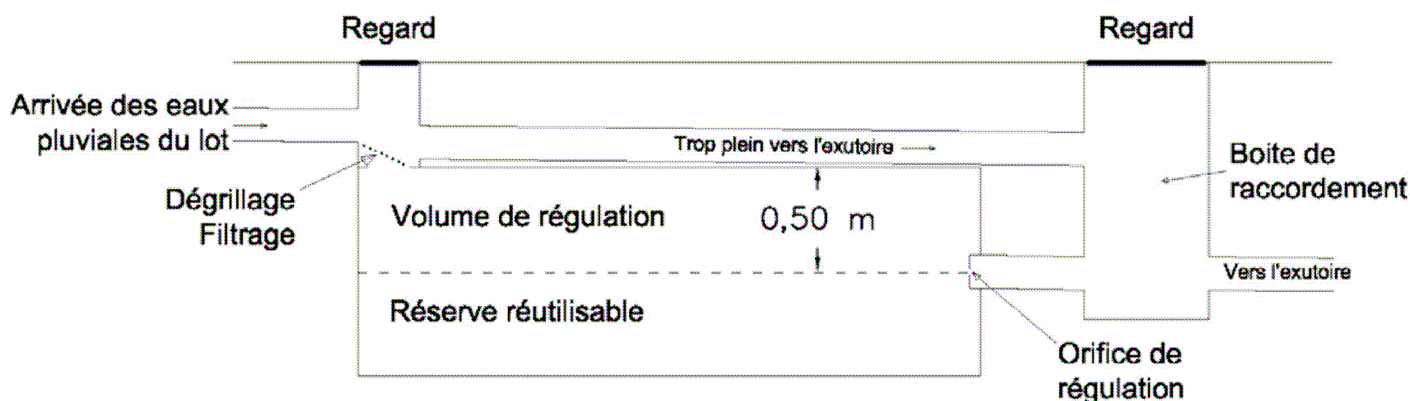 Regard
Regard
Arrivée des eaux
pluviales du lot
Trop plein vers l'exutoire
Boite de
raccordement
Dégrillage
Filtrage
Volume de régulation
0,50 m
Vers l'exutoire
Réserve réutilisable
Orifice de
régulation